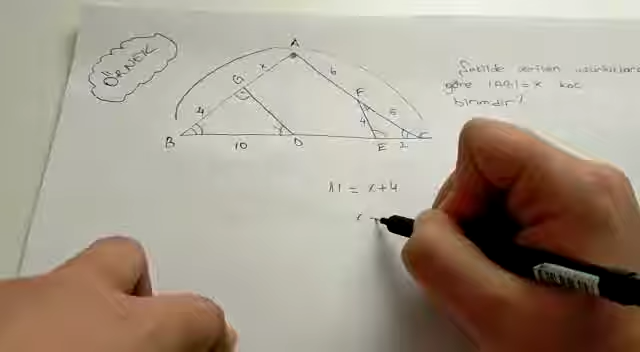 ÖRNEK
A
x
6
G
F
4
4
5
B
10
D
E
2
C
Şekilde verilen uzunluklara
göre |AG| = x kaç
birimdir?
11 = x + 4
x